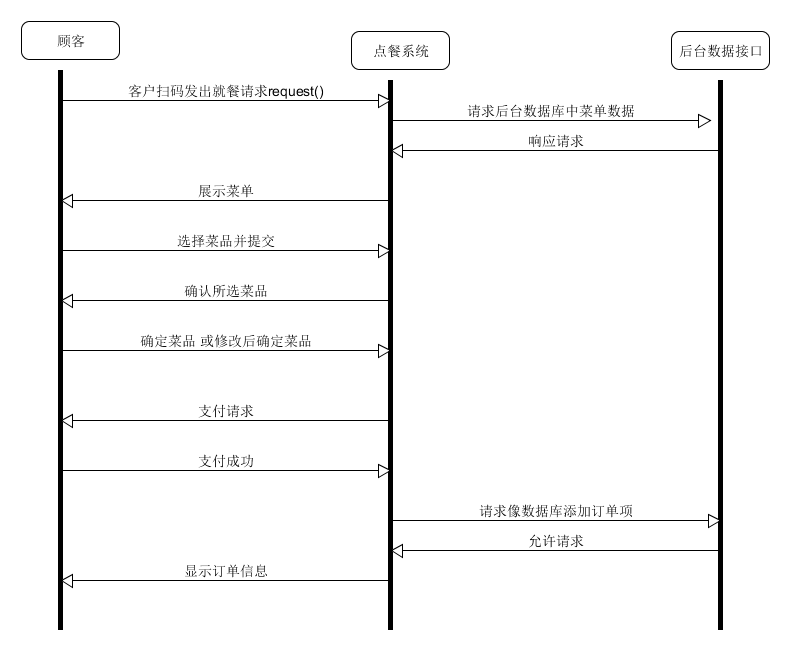 顾客
点餐系统
后台数据接口
客户扫码发出就餐请求request()
请求后台数据库中菜单数据
响应请求
展示菜单
选择菜品并提交
确认所选菜品
确定菜品 或修改后确定菜品
支付请求
支付成功
请求像数据库添加订单项
允许请求
显示订单信息